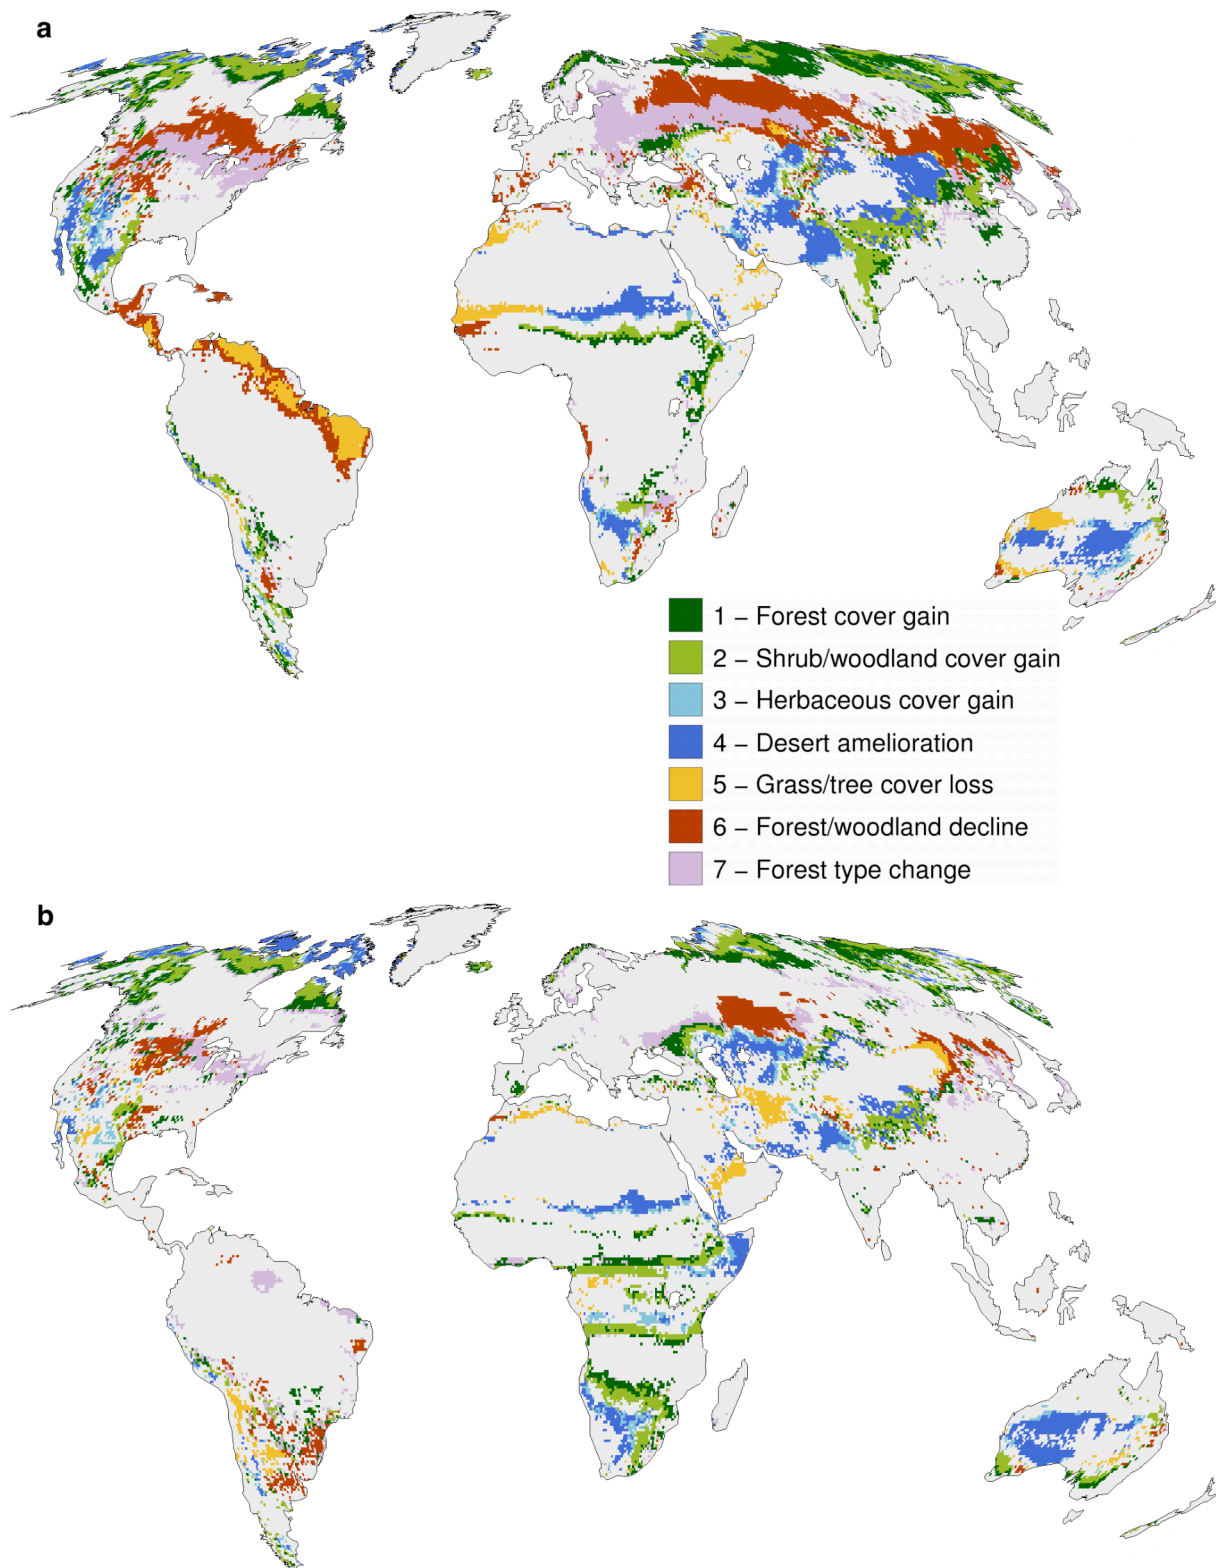 a
1 – Forest cover gain
2 – Shrub/woodland cover gain
3 – Herbaceous cover gain
4 – Desert amelioration
5 – Grass/tree cover loss
6 – Forest/woodland decline
7 – Forest type change
b